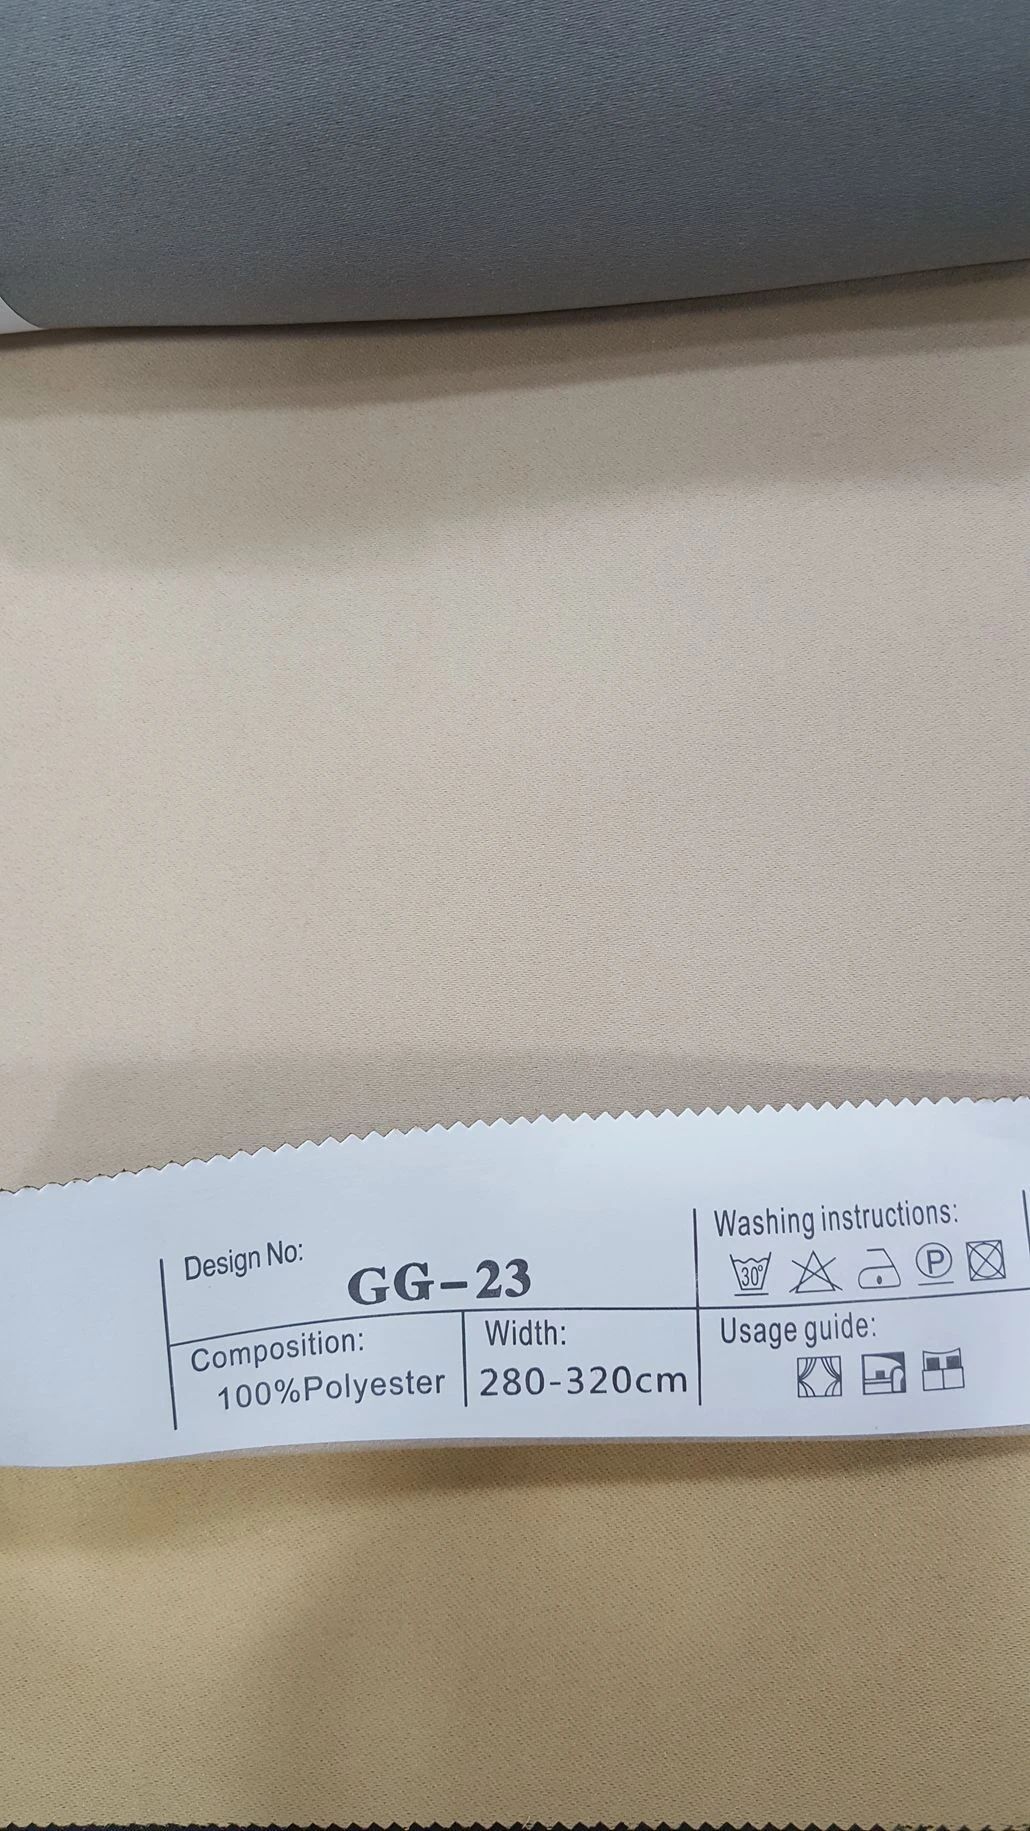 Design No:
GG-23
Composition:
100%Polyester
Width:
280-320cm
Washing instructions:
30°
P
Usage guide: